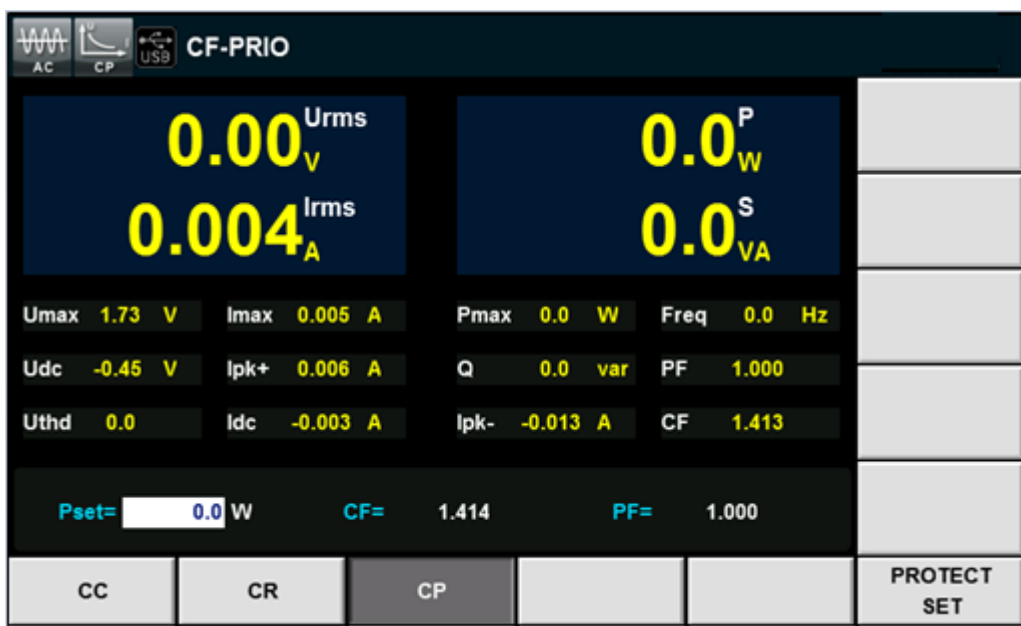 AC CP USB CF-PRIO
0.00 Urms V
0.0 P W
0.004 Irms A
0.0 S VA
Umax 1.73 V Imax 0.005 A Pmax 0.0 W Freq 0.0 Hz
Udc -0.45 V Ipk+ 0.006 A Q 0.0 var PF 1.000
Uthd 0.0 Idc -0.003 A Ipk- -0.013 A CF 1.413
Pset= 0.0 W CF= 1.414 PF= 1.000
CC CR CP PROTECT
SET